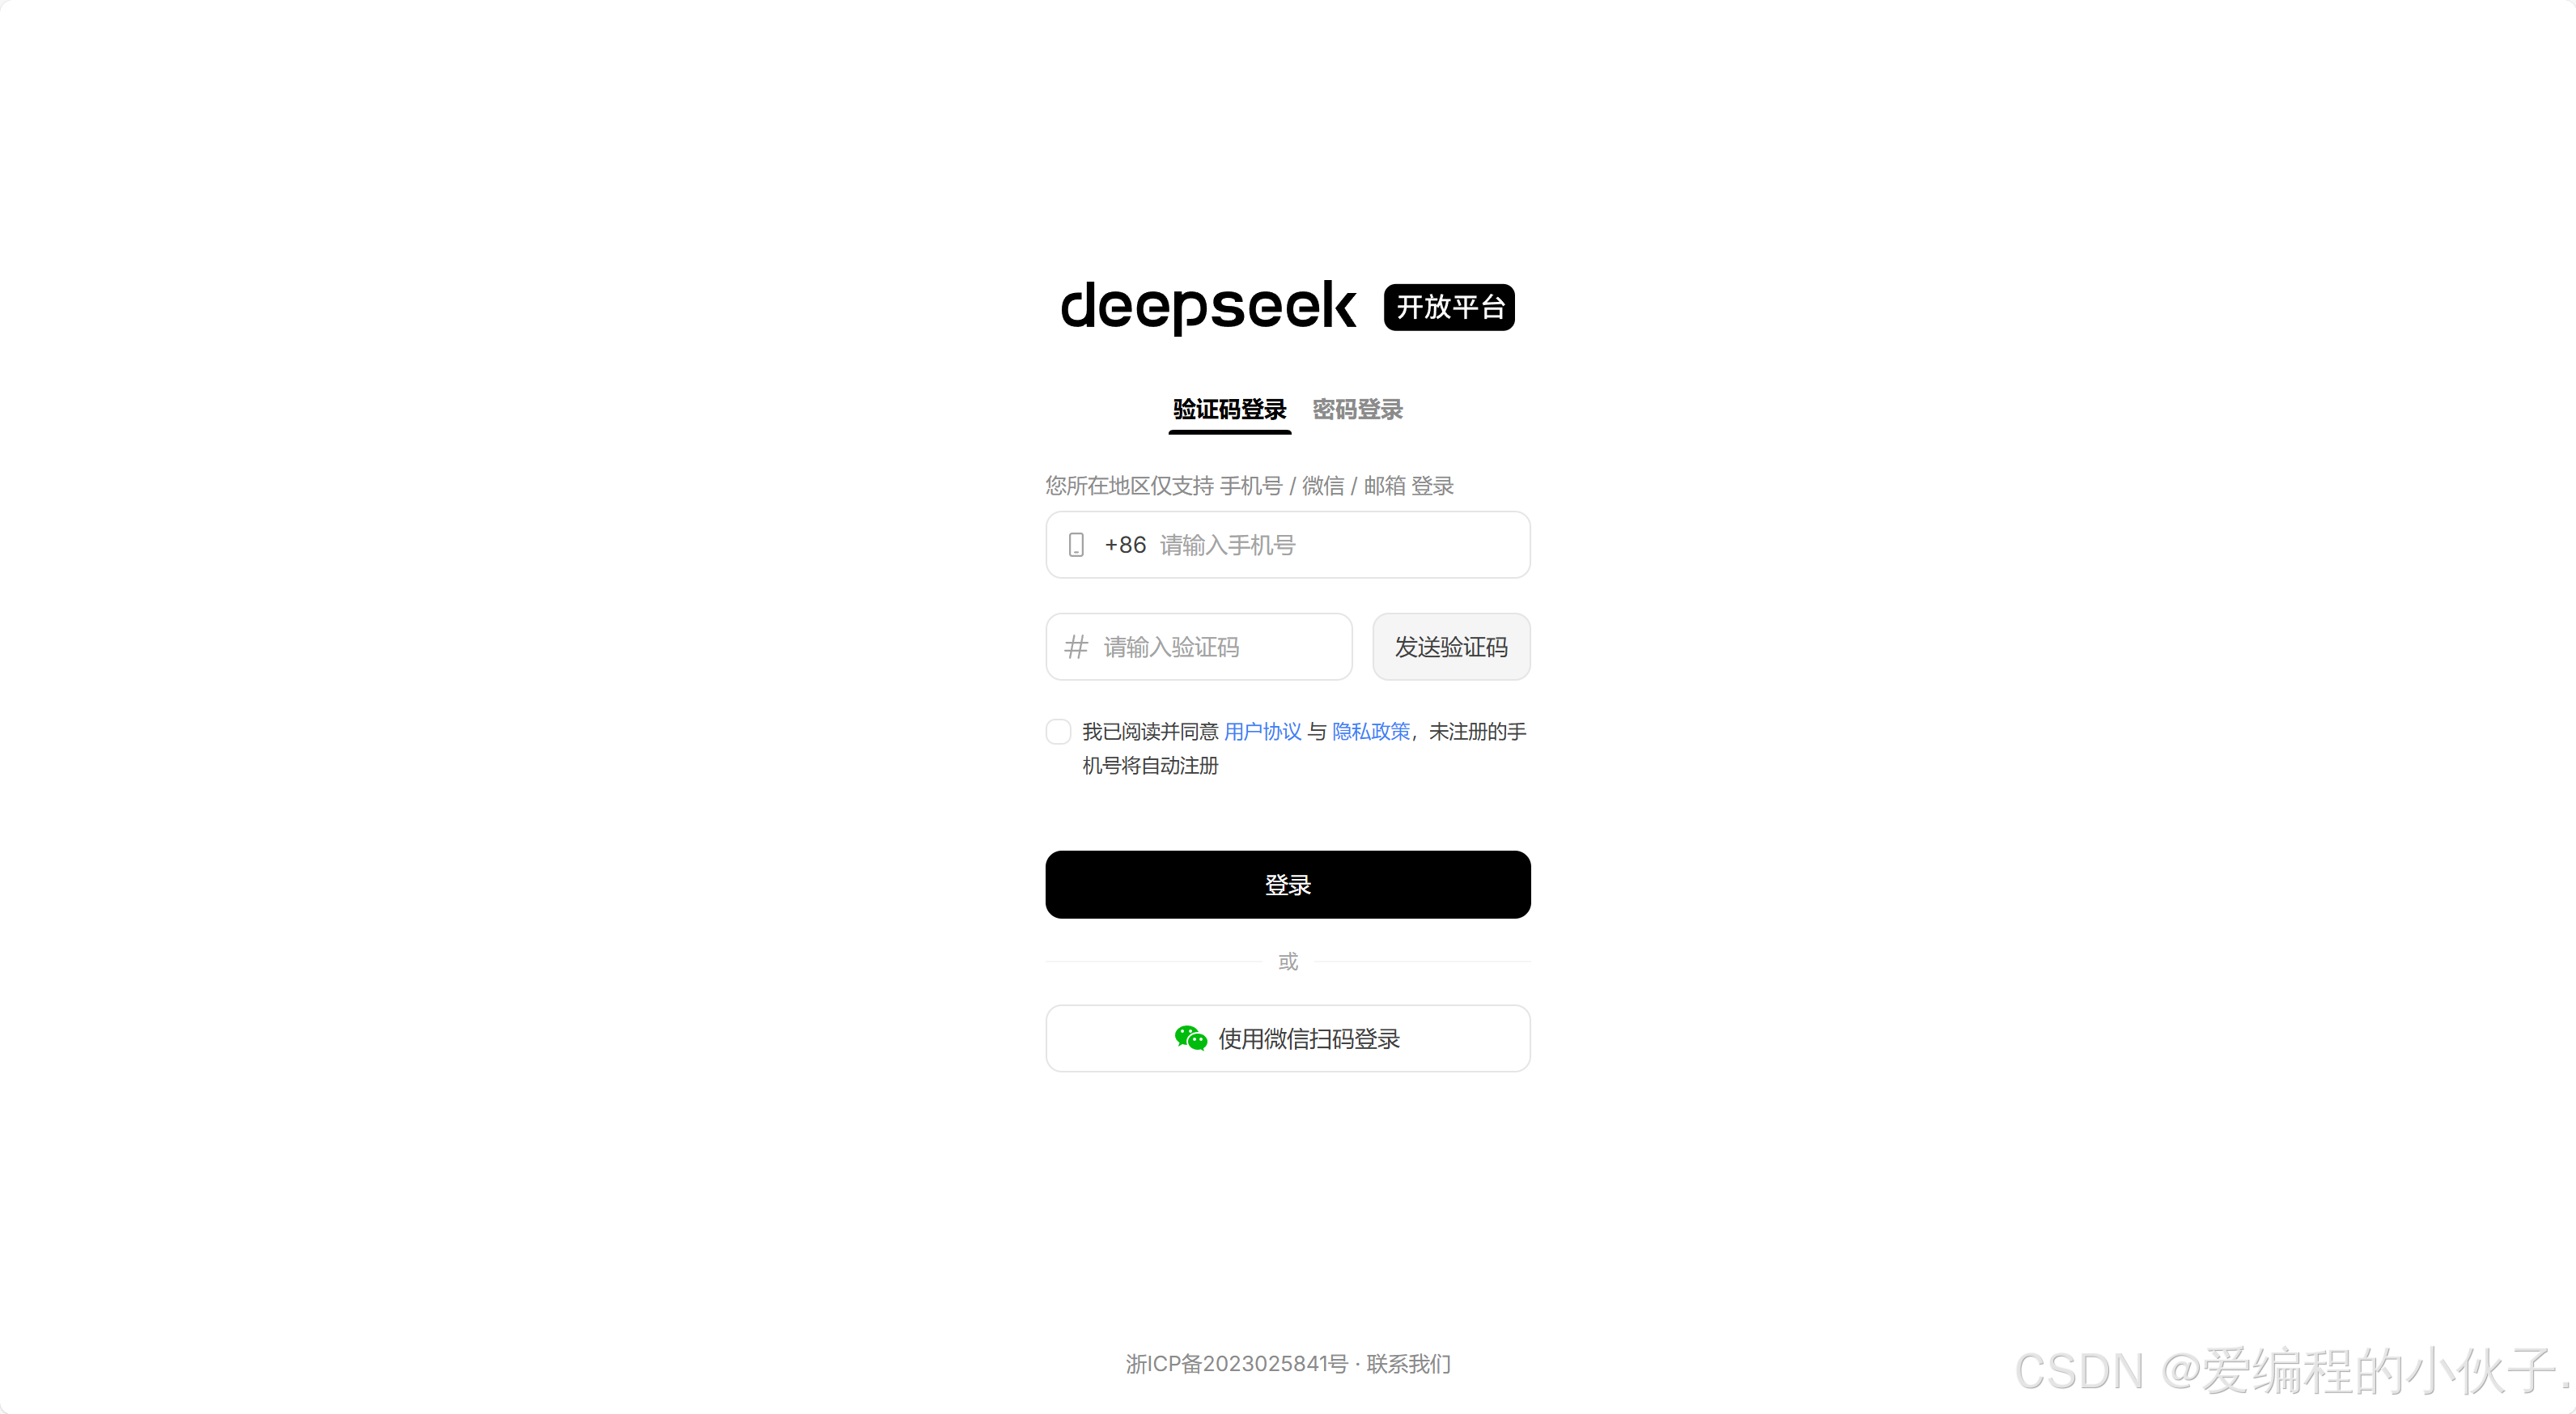 deepseek 开放平台
验证码登录 密码登录
您所在地区仅支持 手机号 / 微信 / 邮箱 登录
+86 请输入手机号
请输入验证码 发送验证码
我已阅读并同意 用户协议 与 隐私政策，未注册的手
机号将自动注册
登录
或
使用微信扫码登录
浙ICP备2023025841号 · 联系我们
CSDN @爱编程的小伙子.